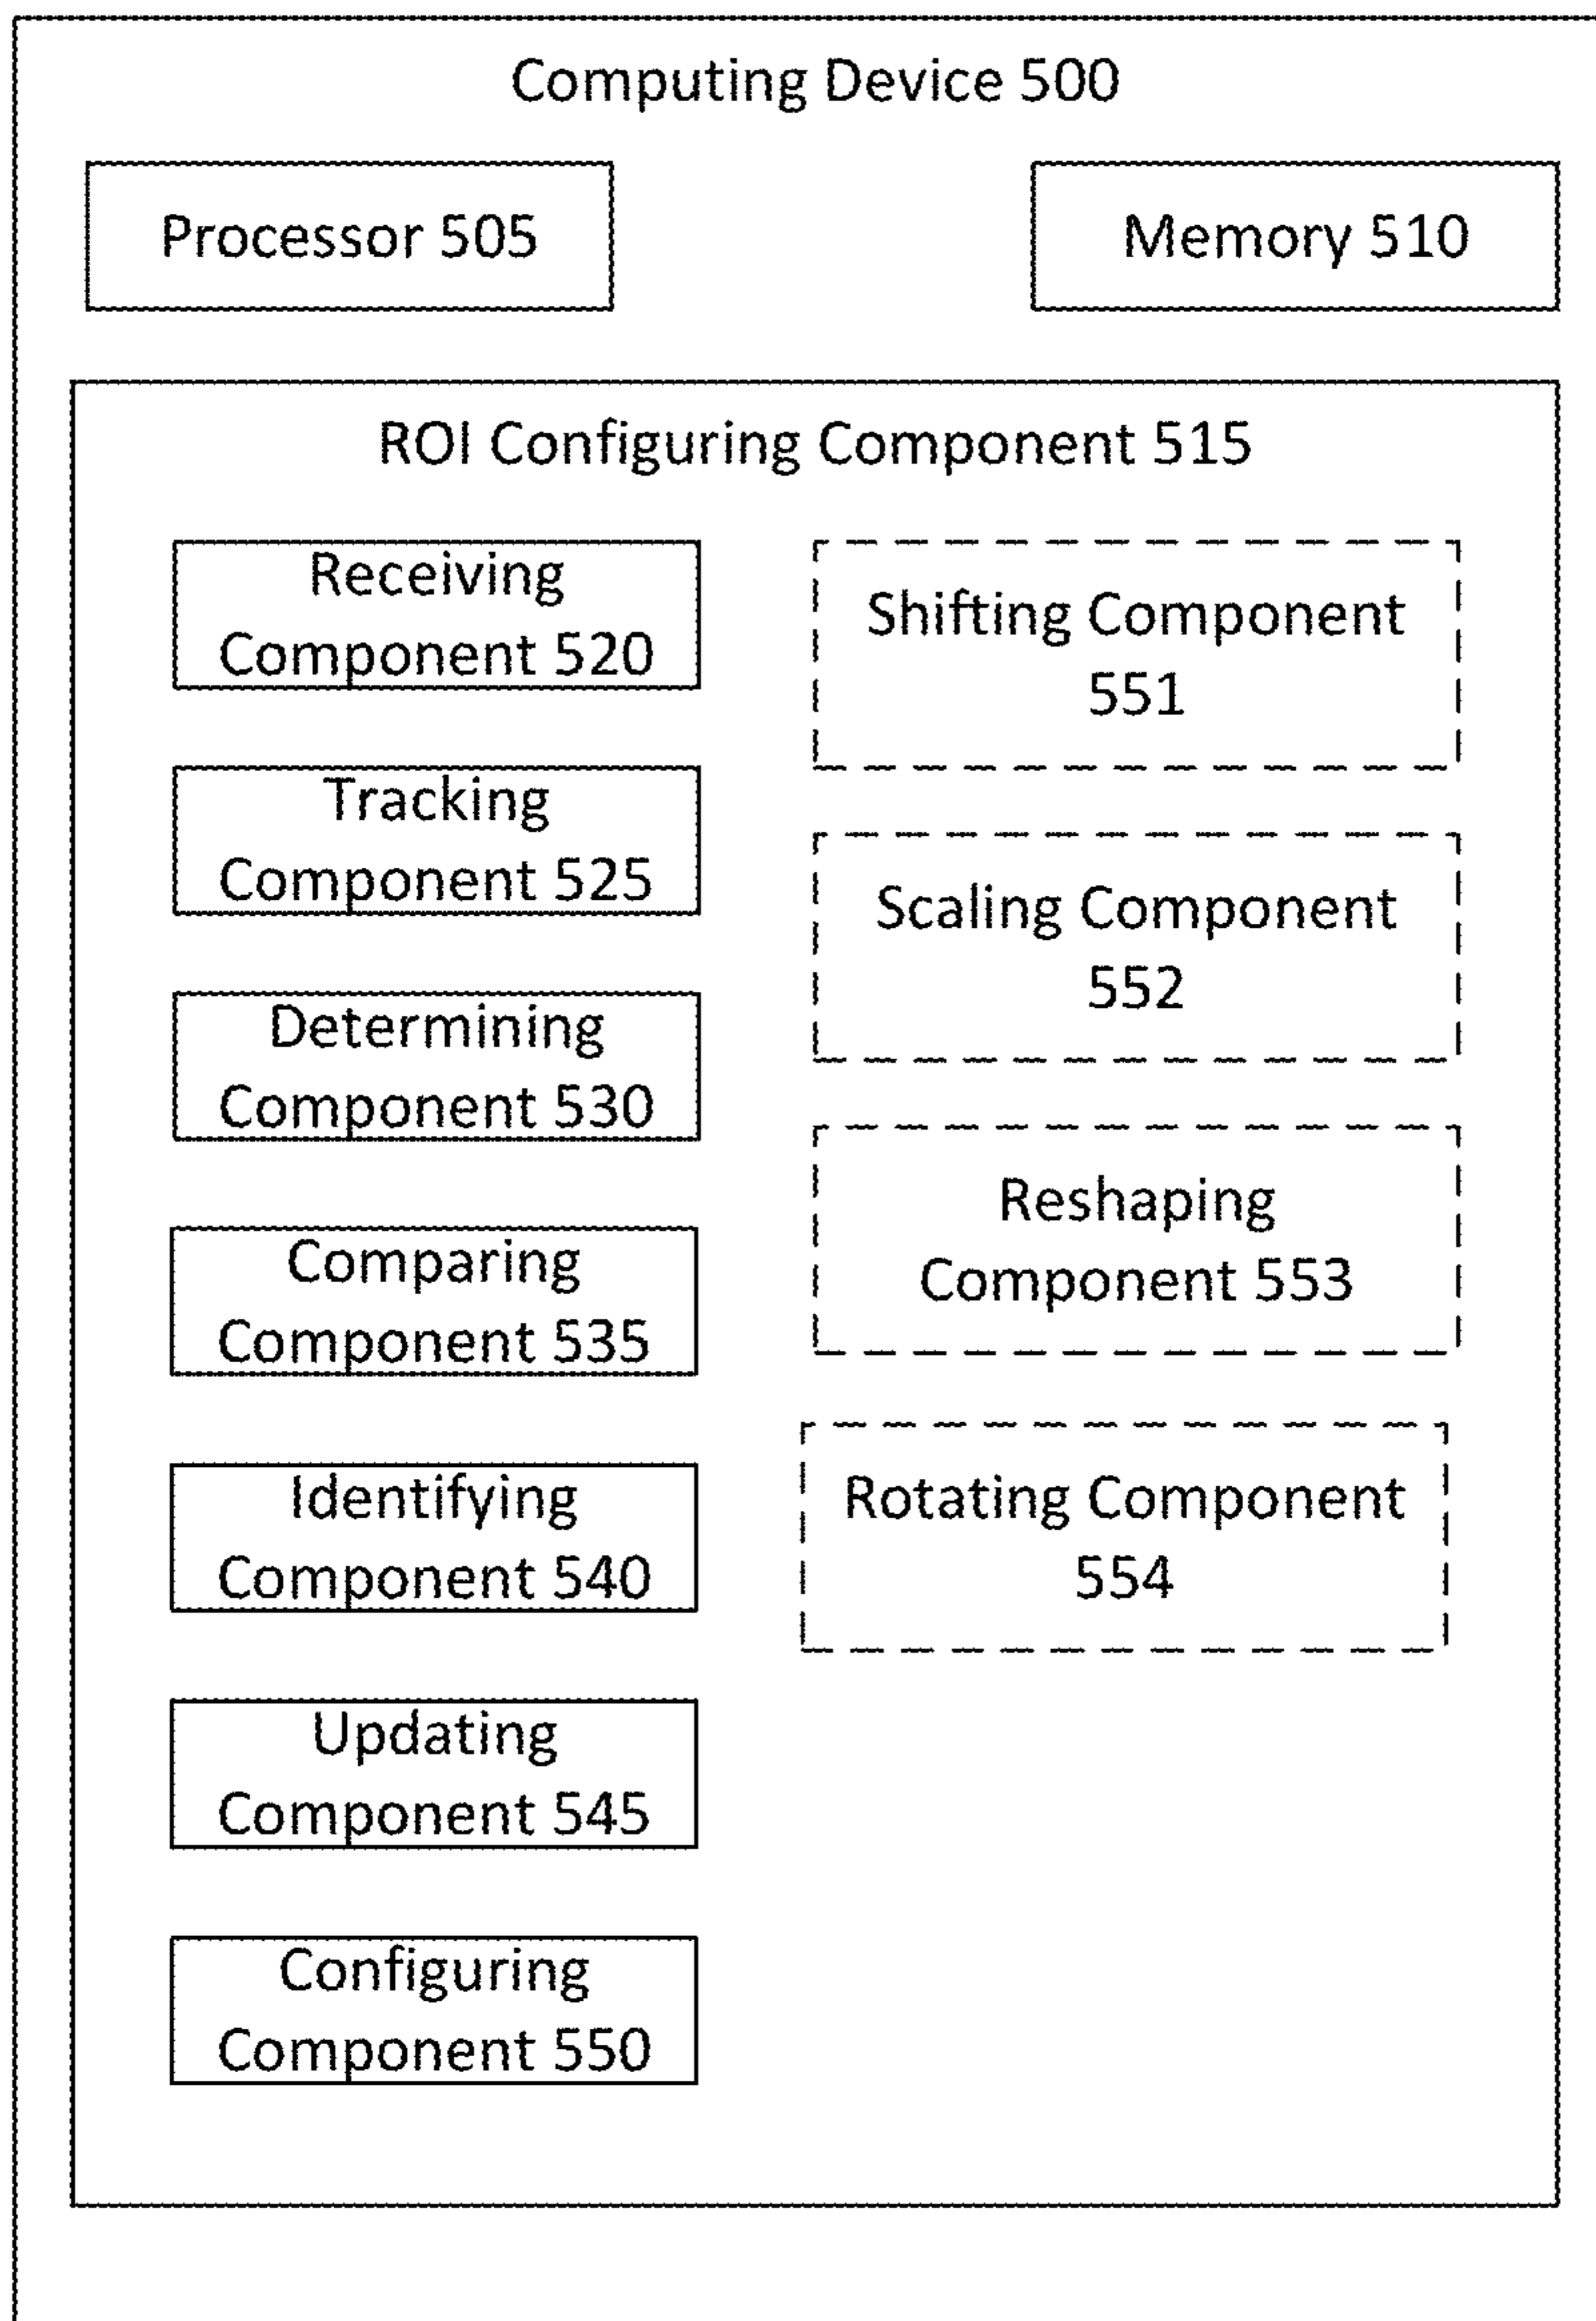 Computing Device 500
Processor 505
Memory 510
ROI Configuring Component 515
Receiving
Component 520
Tracking
Component 525
Determining
Component 530
Comparing
Component 535
Identifying
Component 540
Updating
Component 545
Configuring
Component 550
Shifting Component
551
Scaling Component
552
Reshaping
Component 553
Rotating Component
554